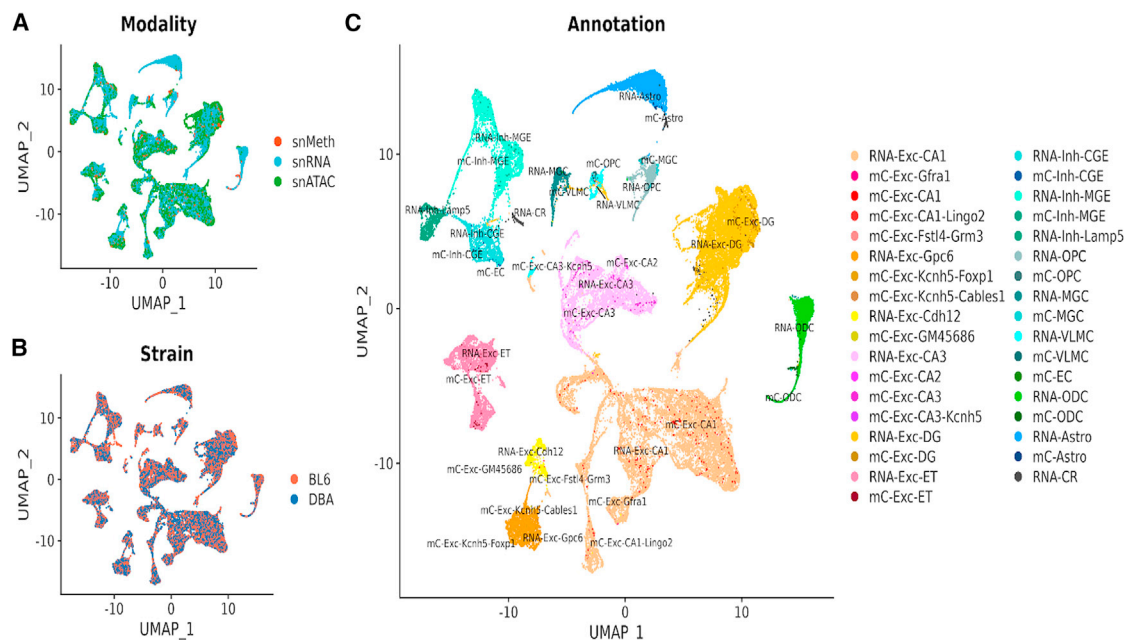 A
Modality
UMAP_2
10
0
-10
-10
0
10
UMAP_1
snMeth
snRNA
snATAC
B
Strain
UMAP_2
10
0
-10
-10
0
10
UMAP_1
BL6
DBA
C
Annotation
UMAP_2
10
0
-10
-10
0
10
UMAP_1
RNA-Astro
mC-Astro
RNA-Inh-MGE
mC-Inh-MGE
RNA-MGC
mC-OPC
mC-MGC
mC-VLMC
RNA-OPC
RNA-VLMC
RNA-Inh-Lamp5
RNA-CR
RNA-Inh-CGE
mC-Inh-CGE
mC-EC
mC-Exc-CA3-Kcnh5
mC-Exc-CA2
RNA-Exc-CA3
mC-Exc-CA3
mC-Exc-DG
RNA-Exc-DG
RNA-ODC
mC-ODC
RNA-Exc-ET
mC-Exc-ET
RNA-Exc-Cdh12
mC-Exc-GM45686
mC-Exc-Fstl4-Grm3
mC-Exc-CA1
RNA-Exc-CA1
mC-Exc-Gfra1
mC-Exc-Kcnh5-Cables1
mC-Exc-Kcnh5-Foxp1
RNA-Exc-Gpc6
mC-Exc-CA1-Lingo2
RNA-Exc-CA1
mC-Exc-Gfra1
mC-Exc-CA1
mC-Exc-CA1-Lingo2
mC-Exc-Fstl4-Grm3
RNA-Exc-Gpc6
mC-Exc-Kcnh5-Foxp1
mC-Exc-Kcnh5-Cables1
RNA-Exc-Cdh12
mC-Exc-GM45686
RNA-Exc-CA3
mC-Exc-CA2
mC-Exc-CA3
mC-Exc-CA3-Kcnh5
RNA-Exc-DG
mC-Exc-DG
RNA-Exc-ET
mC-Exc-ET
RNA-Inh-CGE
mC-Inh-CGE
RNA-Inh-MGE
mC-Inh-MGE
RNA-Inh-Lamp5
RNA-OPC
mC-OPC
RNA-MGC
mC-MGC
RNA-VLMC
mC-VLMC
mC-EC
RNA-ODC
mC-ODC
RNA-Astro
mC-Astro
RNA-CR